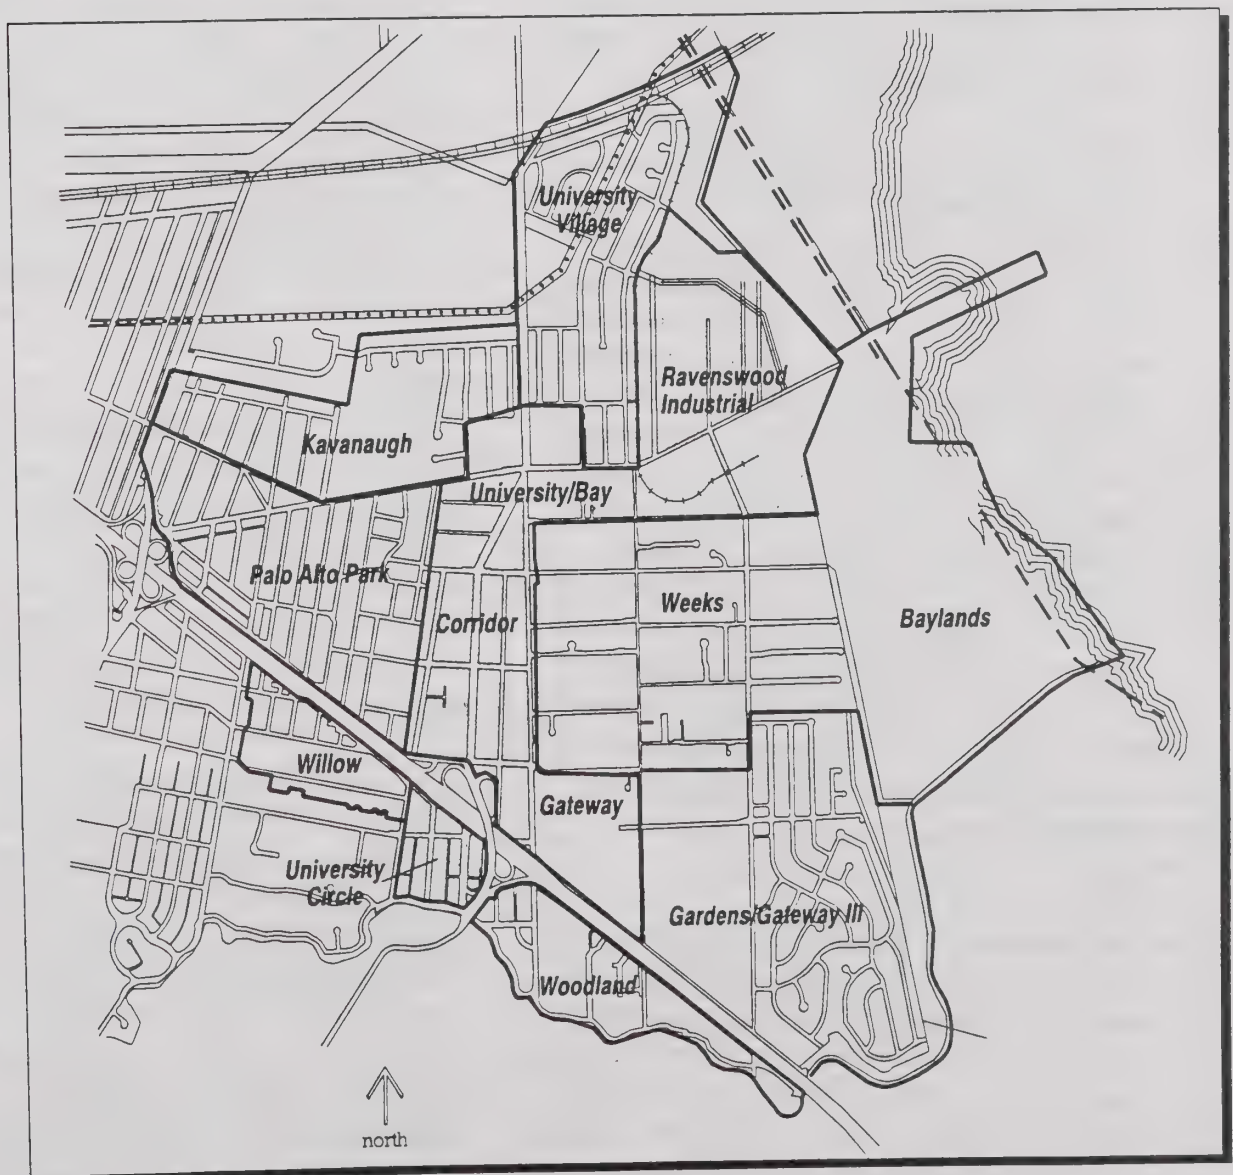 University
Village
Ravenswood
Industrial
Kavanaugh
University/Bay
Palo Alto Park
Corridor
Weeks
Baylands
Willow
Gateway
University
Circle
Gardens/Gateway III
Woodland
north